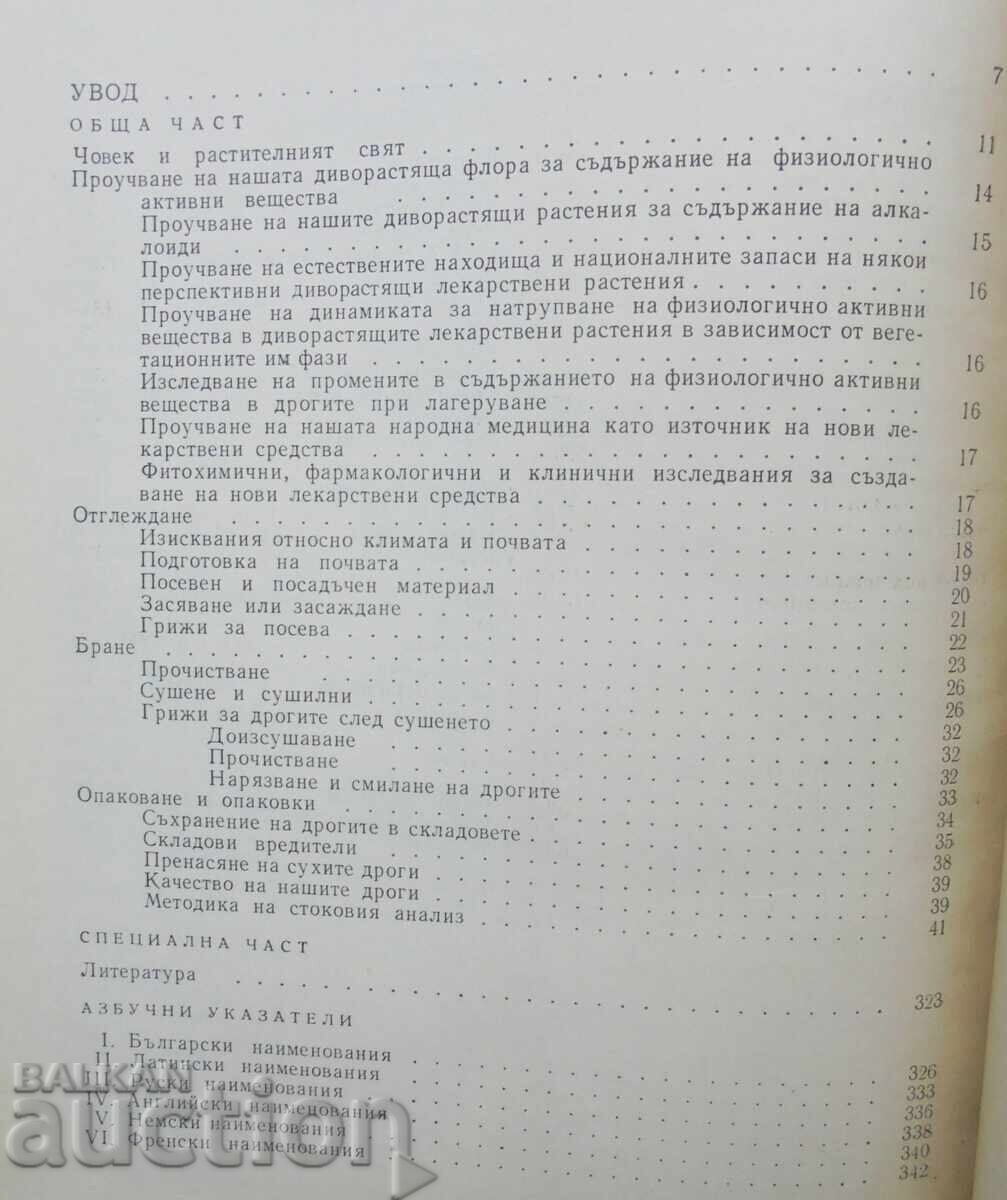 УВОД . . . . . . . . . . . . . . . . . . . . 7
ОБЩА ЧАСТ
Човек и растителният свят . . . . . . . . . . 11
Проучване на нашата диворастяща флора за съдържание на физиологично
активни вещества . . . . . . . . . . 14
Проучване на нашите диворастящи растения за съдържание на алка-
лоиди . . . . . . . . . . 15
Проучване на естествените находища и националните запаси на някои
перспективни диворастящи лекарствени растения . . . . . . . . . . 16
Проучване на динамиката за натрупване на физиологично активни
вещества в диворастящите лекарствени растения в зависимост от веге-
тационните им фази . . . . . . . . . . 16
Изследване на промените в съдържанието на физиологично активни
вещества в дрогите при лагеруване . . . . . . . . . . 16
Проучване на нашата народна медицина като източник на нови ле-
карствени средства . . . . . . . . . . 17
Фитохимични, фармакологични и клинични изследвания за създа-
ване на нови лекарствени средства . . . . . . . . . . 17
Отглеждане . . . . . . . . . . 18
Изисквания относно климата и почвата . . . . . . . . . . 18
Подготовка на почвата . . . . . . . . . . 19
Посевен и посадъчен материал . . . . . . . . . . 20
Засяване или засаждане . . . . . . . . . . 21
Грижи за посева . . . . . . . . . . 22
Бране . . . . . . . . . . 23
Прочистване . . . . . . . . . . 26
Сушене и сушилни . . . . . . . . . . 26
Грижи за дрогите след сушенето . . . . . . . . . . 32
Доизсушаване . . . . . . . . . . 32
Прочистване . . . . . . . . . . 32
Нарязване и смилане на дрогите . . . . . . . . . . 33
Опаковане и опаковки . . . . . . . . . . 34
Съхранение на дрогите в складовете . . . . . . . . . . 35
Складови вредители . . . . . . . . . . 38
Пренасяне на сухите дроги . . . . . . . . . . 39
Качество на нашите дроги . . . . . . . . . . 39
Методика на стоковия анализ . . . . . . . . . . 41
СПЕЦИАЛНА ЧАСТ
Литература . . . . . . . . . . 323
АЗБУЧНИ УКАЗАТЕЛИ
I. Български наименования . . . . . . . . . . 326
II. Латински наименования . . . . . . . . . . 333
III. Руски наименования . . . . . . . . . . 336
IV. Английски наименования . . . . . . . . . . 338
V. Немски наименования . . . . . . . . . . 340
VI. Френски наименования . . . . . . . . . . 342
BALKAN
auction